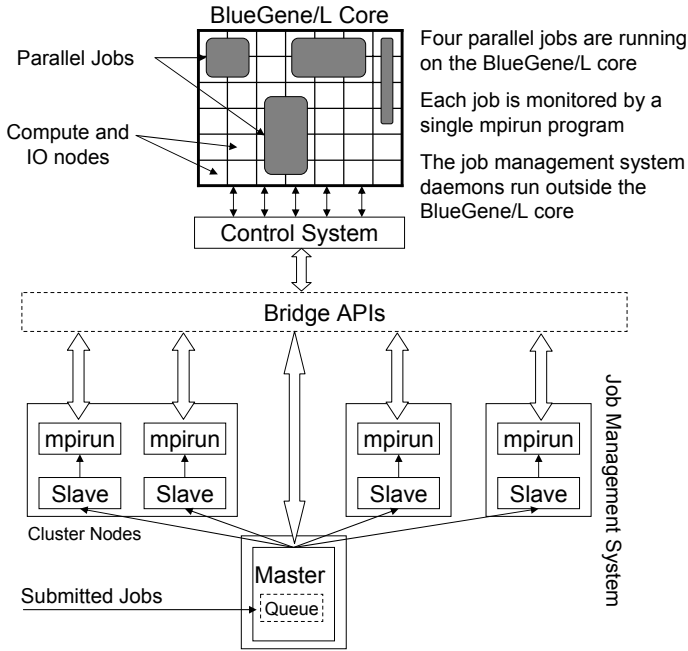 BlueGene/L Core
Parallel Jobs
Compute and
IO nodes
Four parallel jobs are running
on the BlueGene/L core
Each job is monitored by a
single mpirun program
The job management system
daemons run outside the
BlueGene/L core
Control System
Bridge APIs
mpirun
mpirun
mpirun
mpirun
Slave
Slave
Slave
Slave
Cluster Nodes
Job Management System
Master
Queue
Submitted Jobs